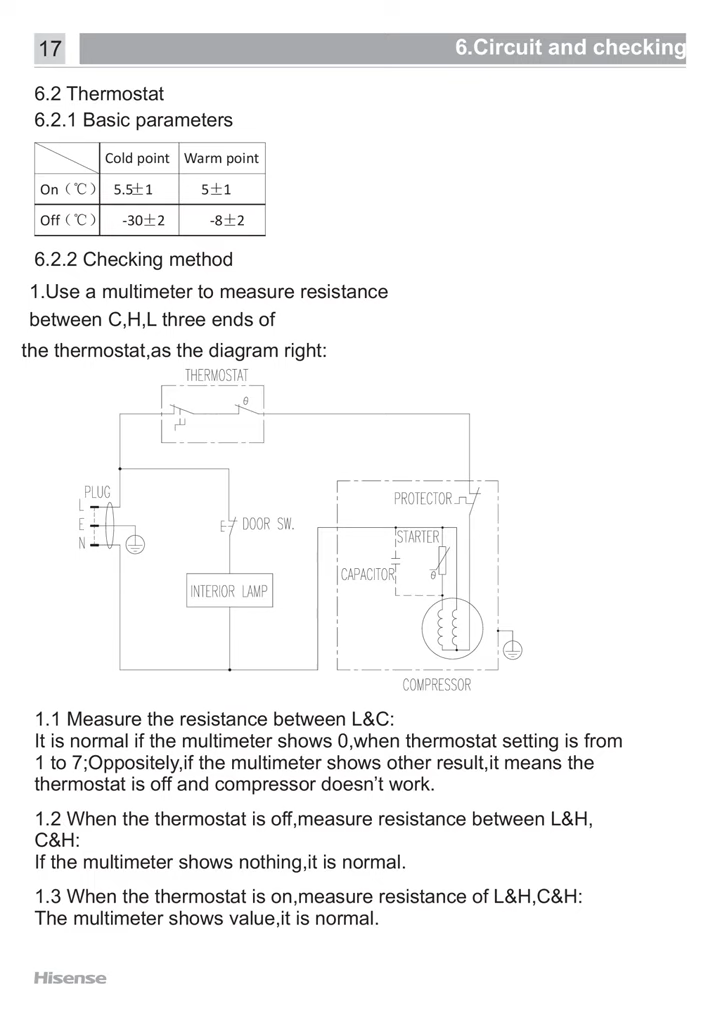 17
6.Circuit and checking
6.2 Thermostat
6.2.1 Basic parameters
Cold point Warm point
On（℃） 5.5±1 5±1
Off（℃） -30±2 -8±2
6.2.2 Checking method
1.Use a multimeter to measure resistance
between C,H,L three ends of
the thermostat,as the diagram right:
THERMOSTAT
θ
PLUG
L
E
N
E
DOOR SW.
INTERIOR LAMP
PROTECTOR
STARTER
CAPACITOR
θ
COMPRESSOR
1.1 Measure the resistance between L&C:
It is normal if the multimeter shows 0,when thermostat setting is from
1 to 7;Oppositely,if the multimeter shows other result,it means the
thermostat is off and compressor doesn’t work.
1.2 When the thermostat is off,measure resistance between L&H,
C&H:
If the multimeter shows nothing,it is normal.
1.3 When the thermostat is on,measure resistance of L&H,C&H:
The multimeter shows value,it is normal.
Hisense